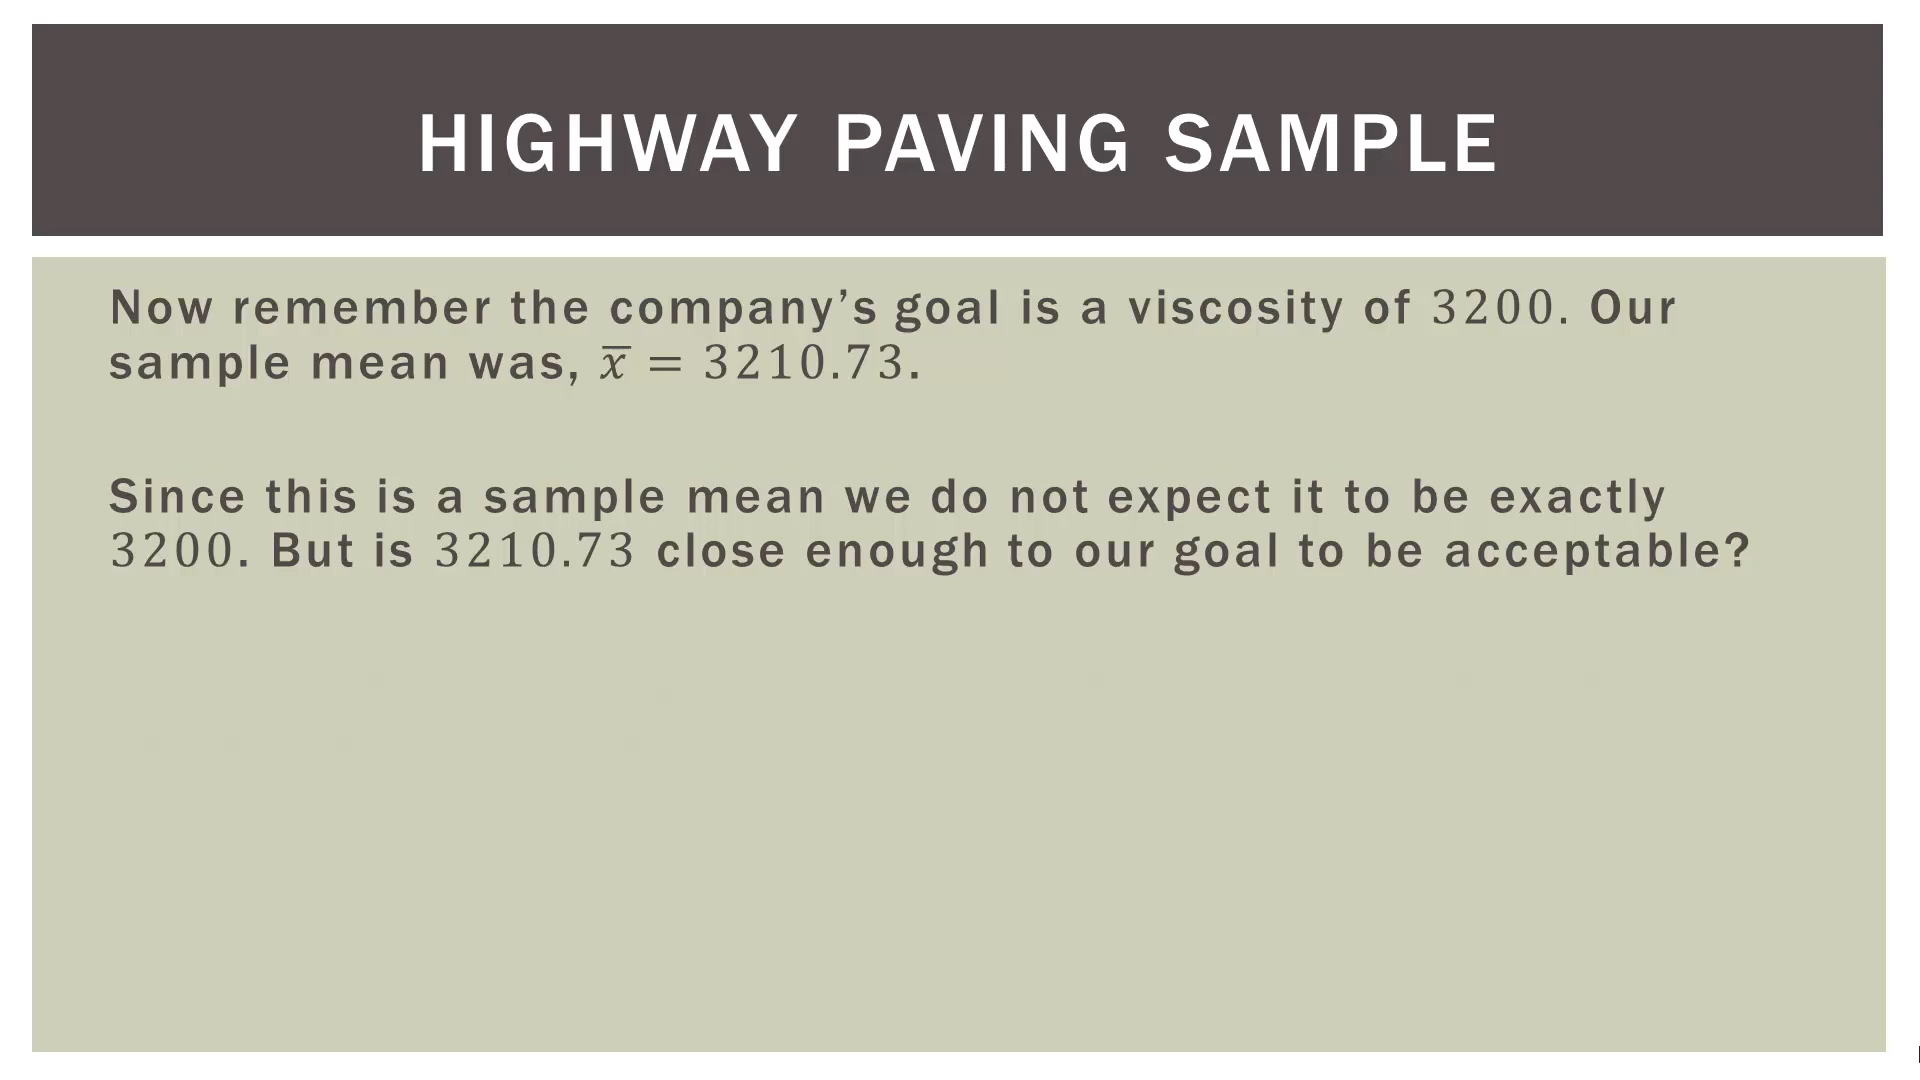 HIGHWAY PAVING SAMPLE
Now remember the company’s goal is a viscosity of 3200. Our
sample mean was, x̅ = 3210.73.
Since this is a sample mean we do not expect it to be exactly
3200. But is 3210.73 close enough to our goal to be acceptable?